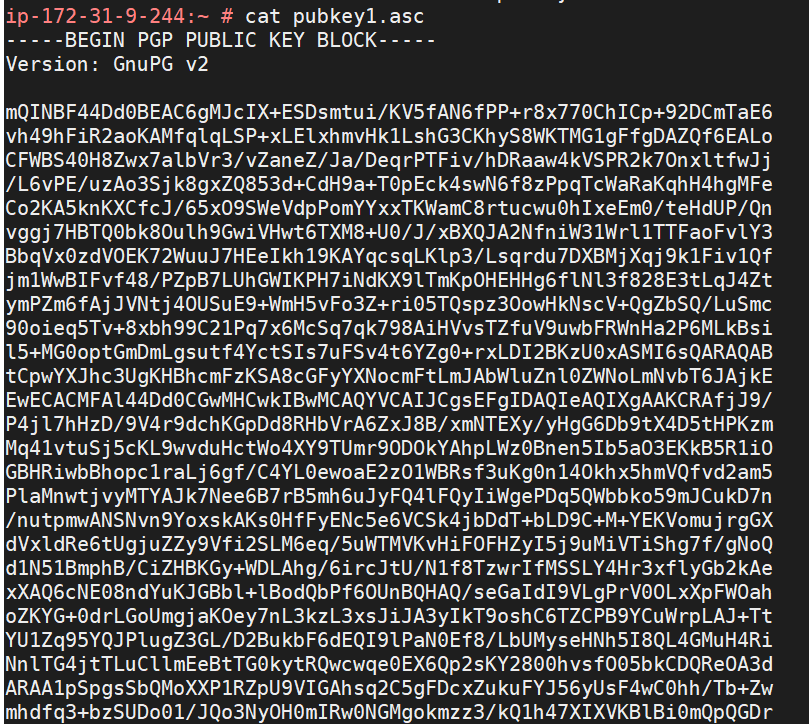 ip-172-31-9-244:~ # cat pubkey1.asc
-----BEGIN PGP PUBLIC KEY BLOCK-----
Version: GnuPG v2
mQINBF44Dd0BEAC6gMJcIX+ESDsmtui/KV5fAN6fPP+r8x770ChICp+92DCmTaE6
vh49hFiR2aoKAMfqlqLSP+xLElxhmvHk1LshG3CKhyS8WKTMG1gFfgDAZQf6EALo
CFWBS40H8Zwx7albVr3/vZaneZ/Ja/DeqrPTFiv/hDRaaw4kVSPR2k7OnxltfwJj
/L6vPE/uzAo3Sjk8gxZQ853d+CdH9a+T0pEck4swN6f8zPpqTcWaRaKqhH4hgMFe
Co2KA5knKXCfcJ/65xO9SWeVdpPomYYxxTKWamC8rtucwu0hIxeEm0/teHdUP/Qn
vggj7HBTQ0bk8Oulh9GwiVHwt6TXM8+U0/J/xBXQJA2NfniW31Wrl1TTFaoFvlY3
BbqVx0zdVOEK72WuuJ7HEeIkh19KAYqcsqLKlp3/Lsqrdu7DXBMjXqj9k1Fiv1Qf
jm1WwBIFvf48/PZpB7LUhGWIKPH7iNdKX9lTmKpOHEHHg6flNl3f828E3tLqJ4Zt
ymPZm6fAjJVNtj4OUSuE9+WmH5vFo3Z+ri05TQspz3OowHkNscV+QgZbSQ/LuSmc
90oieq5Tv+8xbh99C21Pq7x6McSq7qk798AiHVvsTZfuV9uwbFRWnHa2P6MLkBsi
l5+MG0optGmDmLgsutf4YctSIs7uFSv4t6YZg0+rxLDI2BKzU0xASMI6sQARAQAB
tCpwYXJhc3UgKHBhcmFzKSA8cGFyYXNocmFtLmJAbWluZnl0ZWNoLmNvbT6JAjkE
EwECACMFAl44Dd0CGwMHCwkIBwMCAQYVCAIJCgsEFgIDAQIeAQIXgAAKCRAfjJ9/
P4jl7hHzD/9V4r9dchKGpDd8RHbVrA6ZxJ8B/xmNTEXy/yHgG6Db9tX4D5tHPKzm
Mq41vtuSj5cKL9wvduHctWo4XY9TUmr9ODOkYAhpLWz0Bnen5Ib5aO3EKkB5R1iO
GBHRiwbBhopc1raLj6gf/C4YL0ewoaE2zO1WBRsf3uKg0n14Okhx5hmVQfvd2am5
PlaMnwtjvyMTYAJk7Nee6B7rB5mh6uJyFQ4lFQyIiWgePDq5QWbbko59mJCukD7n
/nutpmwANSNvn9YoxskAKs0HfFyENc5e6VCSk4jbDdT+bLD9C+M+YEKVomujrgGX
dVxldRe6tUgjuZZy9Vfi2SLM6eq/5uWTMVKvHiFOFHZyI5j9uMiVTiShg7f/gNoQ
d1N51BmphB/CiZHBKGy+WDLAhg/6ircJtU/N1f8TzwrIfMSSLY4Hr3xflyGb2kAe
xXAQ6cNE08ndYuKJGBbl+lBodQbPf6OUnBQHAQ/seGaIdI9VLgPrV0OLxXpFWOah
oZKYG+0drLGoUmgjaKOey7nL3kzL3xsJiJA3yIkT9oshC6TZCPB9YCuWrpLAJ+Tt
YU1Zq95YQJPlugZ3GL/D2BukbF6dEQI9lPaN0Ef8/LbUMyseHNh5I8QL4GMuH4Ri
NnlTG4jtTLuCllmEeBtTG0kytRQwcwqe0EX6Qp2sKY2800hvsfO05bkCDQReOA3d
ARAA1pSpgsSbQMoXXP1RZpU9VIGAhsq2C5gFDcxZukuFYJ56yUsF4wC0hh/Tb+Zw
mhdfq3+bzSUDo01/JQo3NyOH0mIRw0NGMgokmzz3/kQ1h47XIXVKBlBi0mQpQGDr